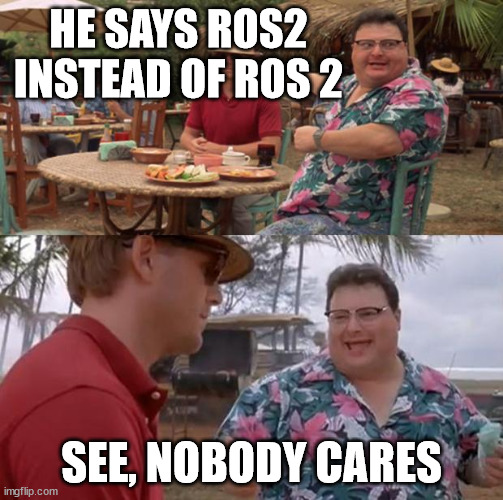 HE SAYS ROS2
INSTEAD OF ROS 2
SEE, NOBODY CARES
imgflip.com